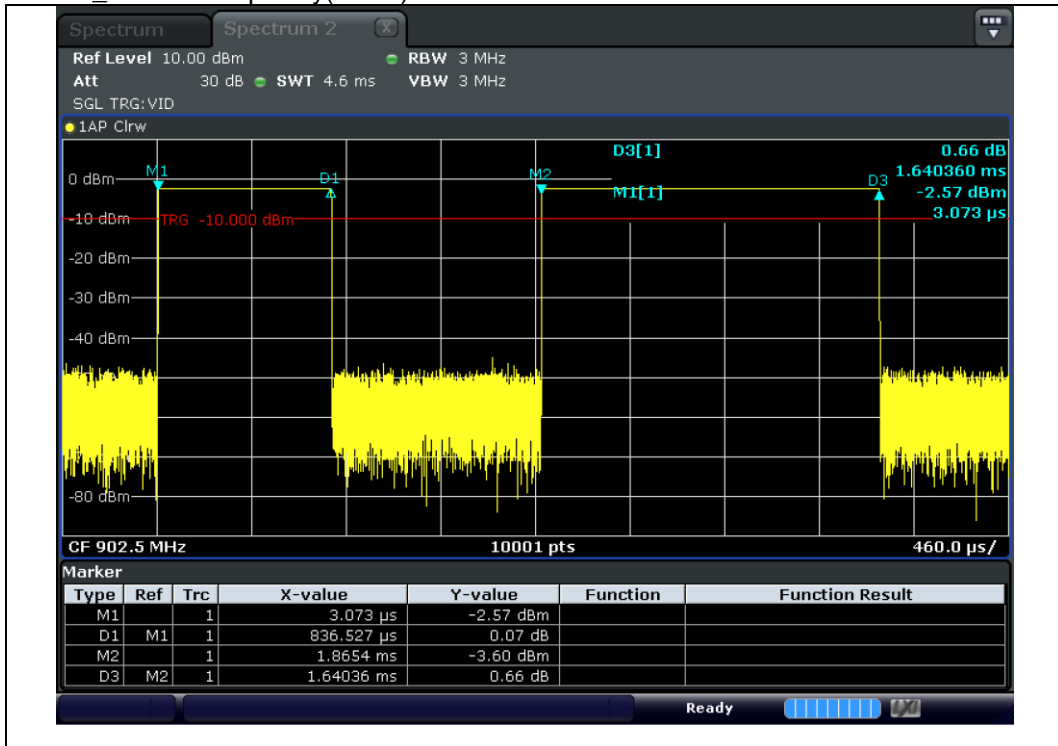 Spectrum Spectrum 2 X
Ref Level 10.00 dBm RBW 3 MHz
Att 30 dB SWT 4.6 ms VBW 3 MHz
SGL TRG:VID
1AP Clrw
D3[1] 0.66 dB
1.640360 ms
M1[1] -2.57 dBm
3.073 µs
0 dBm
M1
D1
M2
D3
-10 dBm
TRG -10.000 dBm
-20 dBm
-30 dBm
-40 dBm
-80 dBm
CF 902.5 MHz 10001 pts 460.0 µs/
Marker
Type Ref Trc X-value Y-value Function Function Result
M1 1 3.073 µs -2.57 dBm
D1 M1 1 836.527 µs 0.07 dB
M2 1 1.8654 ms -3.60 dBm
D3 M2 1 1.64036 ms 0.66 dB
Ready